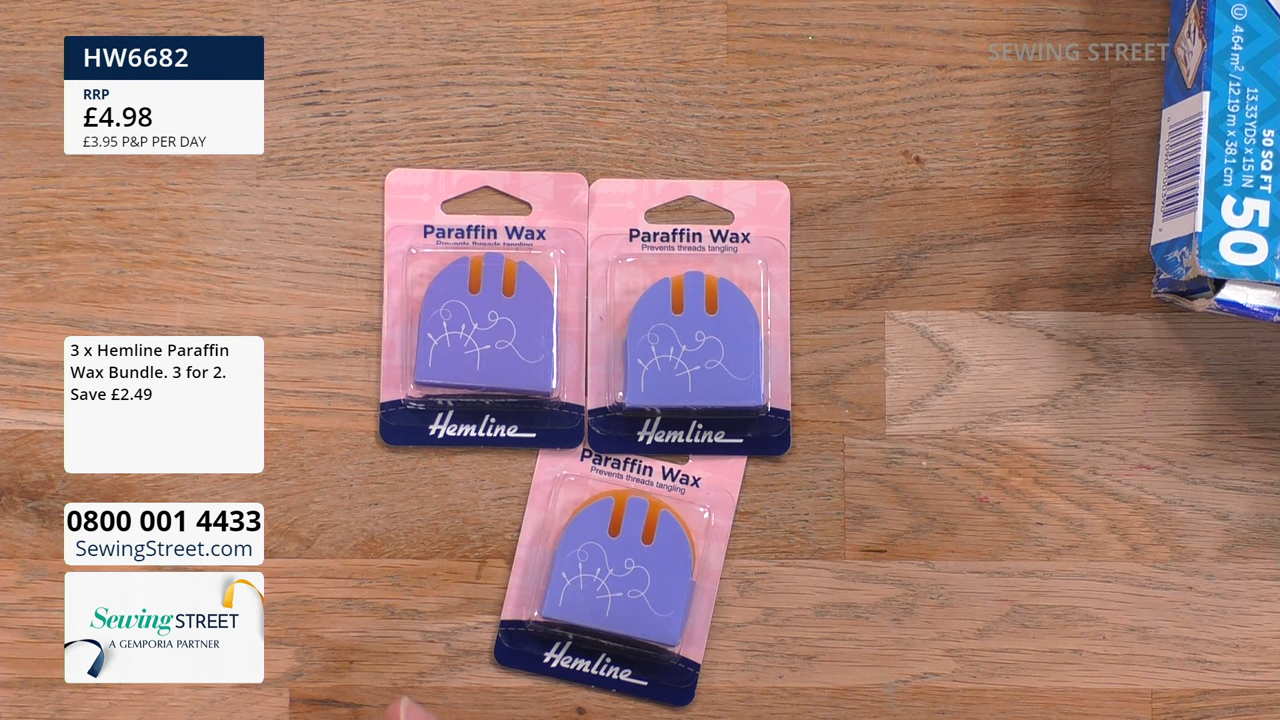 HW6682
RRP
£4.98
£3.95 P&P PER DAY
3 x Hemline Paraffin
Wax Bundle. 3 for 2.
Save £2.49
0800 001 4433
SewingStreet.com
Sewing STREET
A GEMPORIA PARTNER
SEWING STREET
Paraffin Wax
Prevents threads tangling
Hemline
Paraffin Wax
Prevents threads tangling
Hemline
Paraffin Wax
Prevents threads tangling
Hemline
50 SQ FT
13.33 YDS x 15 IN
4.64 m² / 12.19 m x 38.1 cm
50